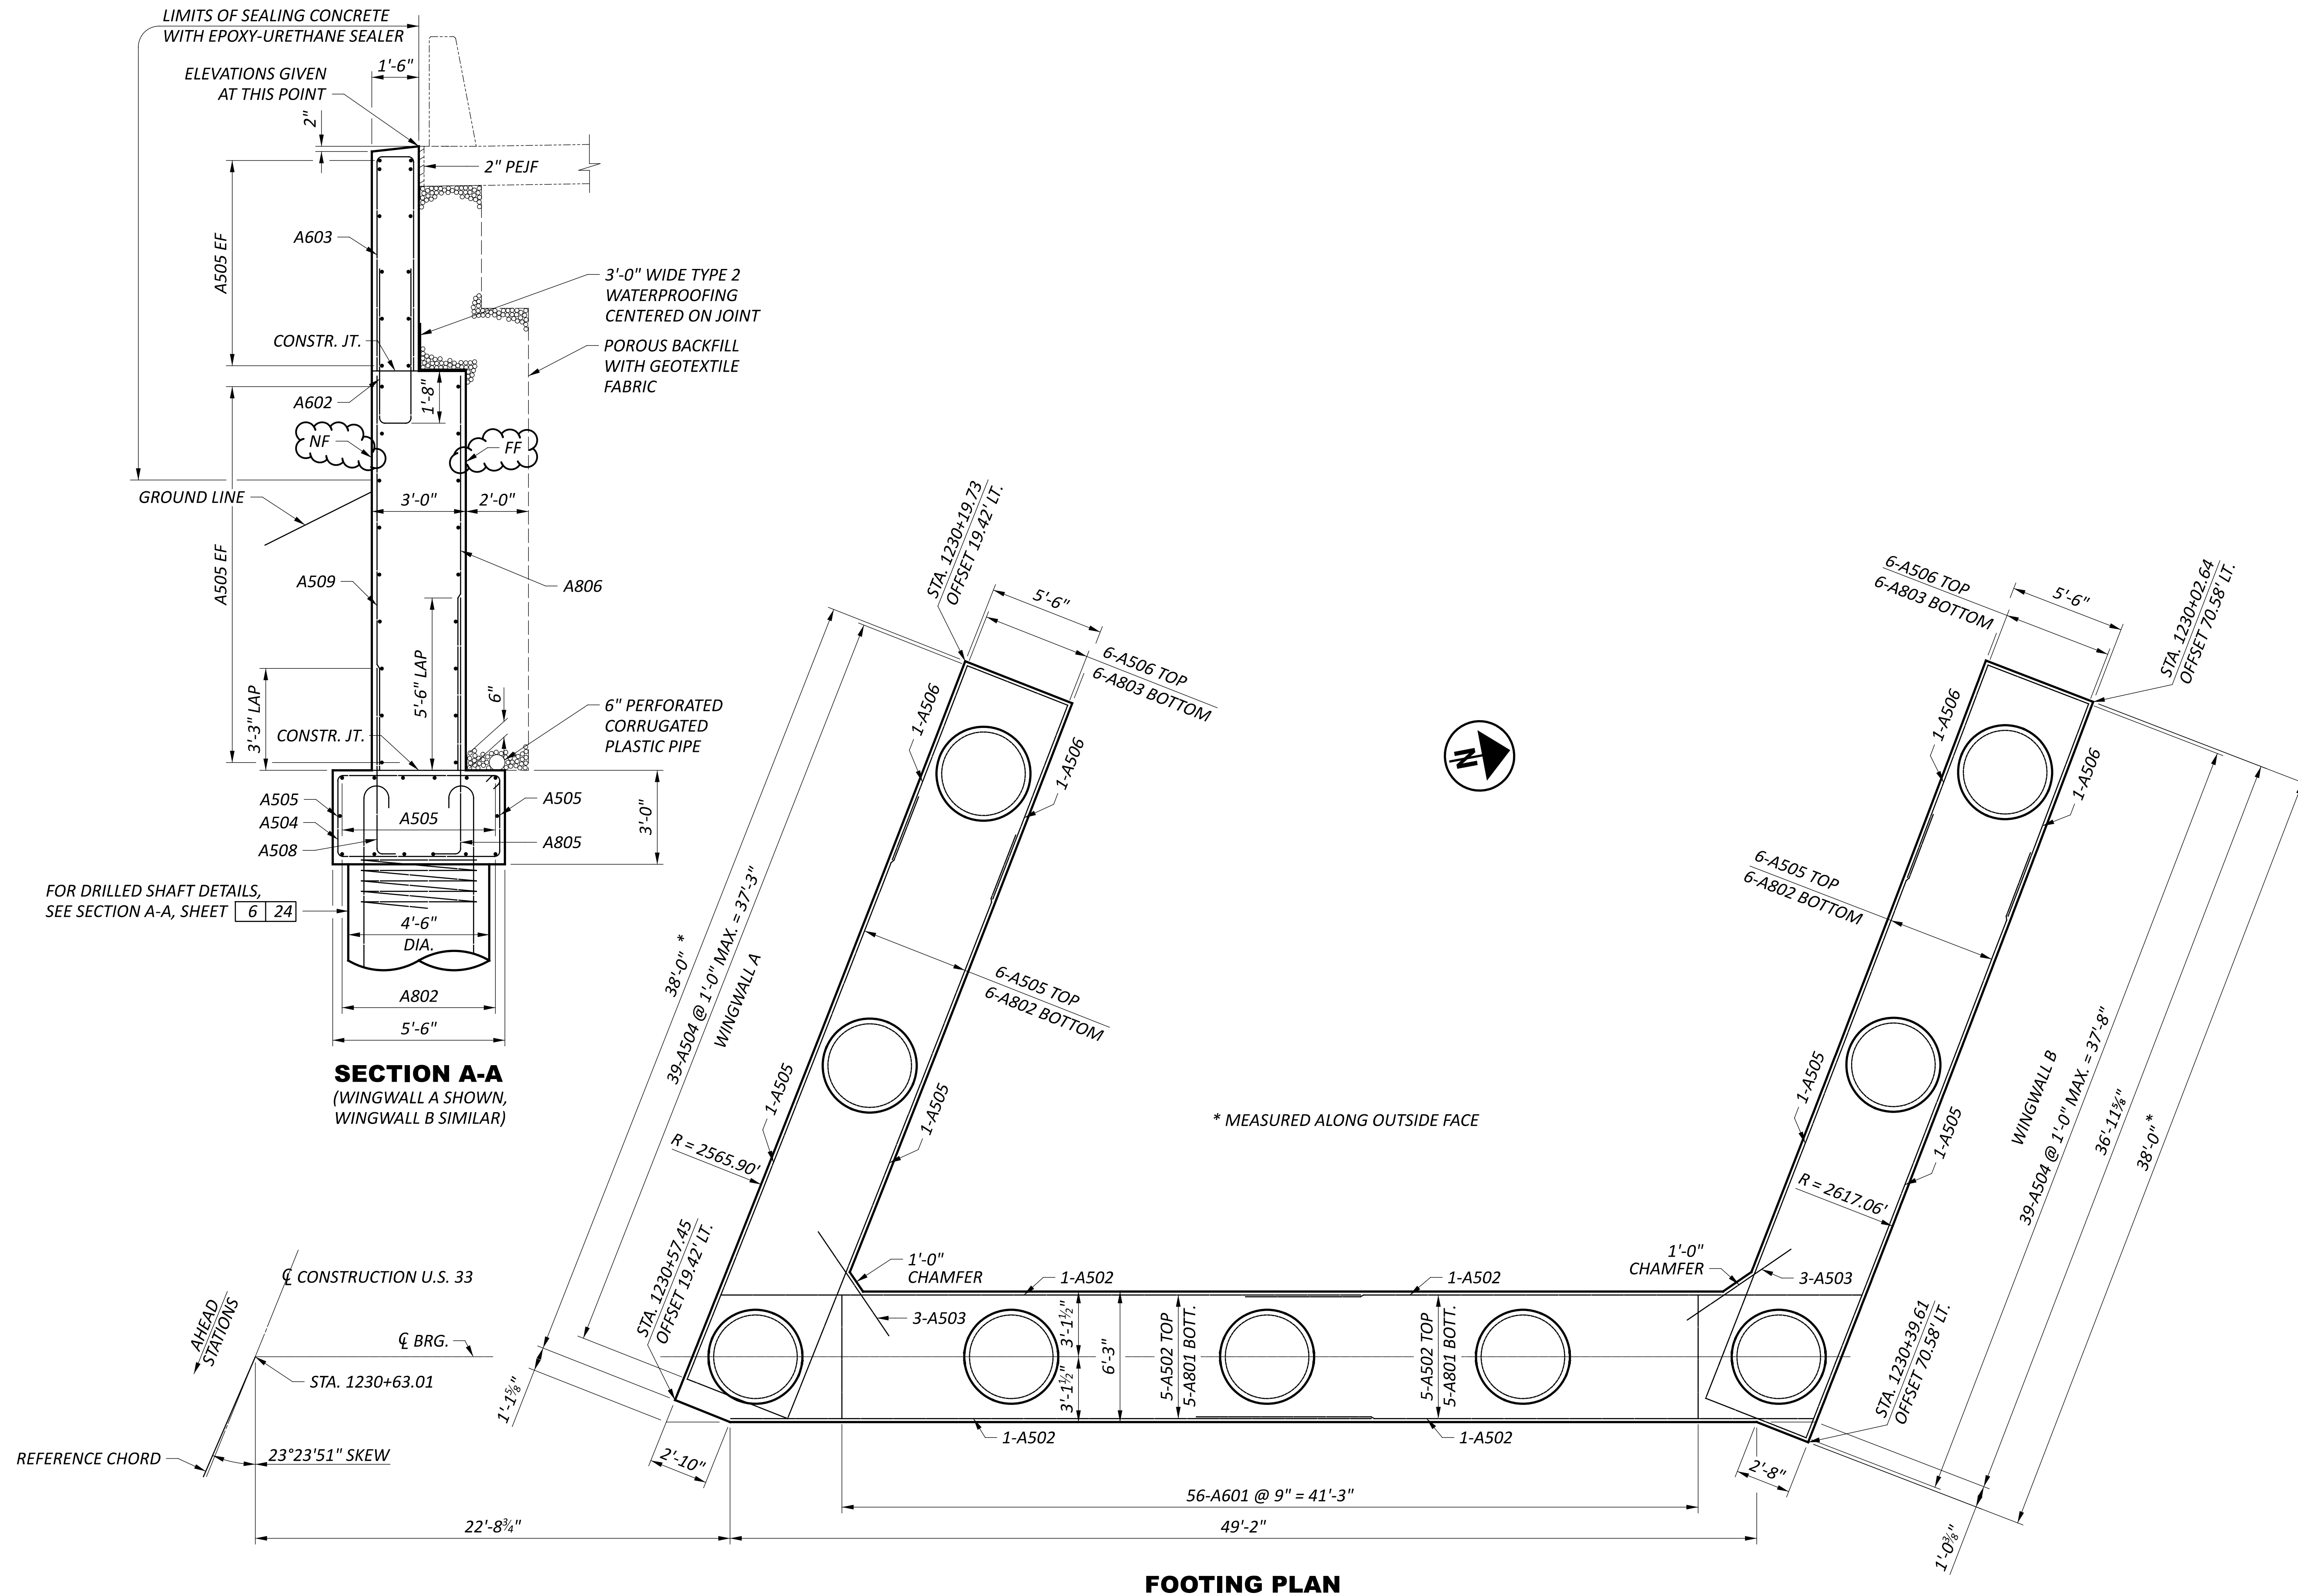 LIMITS OF SEALING CONCRETE
WITH EPOXY-URETHANE SEALER
1'-6"
ELEVATIONS GIVEN
AT THIS POINT
2"
2" PEJF
A603
A505 EF
3'-0" WIDE TYPE 2
WATERPROOFING
CENTERED ON JOINT
CONSTR. JT.
POROUS BACKFILL
WITH GEOTEXTILE
FABRIC
A602
1'-8"
NF
FF
GROUND LINE
3'-0"
2'-0"
A505 EF
A509
A806
5'-6" LAP
3'-3" LAP
6"
6" PERFORATED
CORRUGATED
PLASTIC PIPE
CONSTR. JT.
A505
A505
A504
A505
A508
A805
3'-0"
FOR DRILLED SHAFT DETAILS,
SEE SECTION A-A, SHEET 6 24
4'-6"
DIA.
A802
5'-6"
SECTION A-A
(WINGWALL A SHOWN,
WINGWALL B SIMILAR)
STA. 1230+19.73
OFFSET 19.42' LT.
5'-6"
6-A506 TOP
6-A803 BOTTOM
1-A506
1-A506
38'-0" *
39-A504 @ 1'-0" MAX. = 37'-3"
WINGWALL A
6-A505 TOP
6-A802 BOTTOM
1-A505
1-A505
R = 2565.90'
N
* MEASURED ALONG OUTSIDE FACE
6-A506 TOP
6-A803 BOTTOM
5'-6"
STA. 1230+02.64
OFFSET 70.58' LT.
1-A506
1-A506
6-A505 TOP
6-A802 BOTTOM
1-A505
1-A505
R = 2617.06'
WINGWALL B
39-A504 @ 1'-0" MAX. = 37'-8"
36'-11⅝"
38'-0" *
STA. 1230+57.45
OFFSET 19.42' LT.
1'-0"
CHAMFER
1-A502
1-A502
1'-0"
CHAMFER
3-A503
3-A503
3'-1½"
3'-1½"
6'-3"
5-A502 TOP
5-A801 BOTT.
5-A502 TOP
5-A801 BOTT.
STA. 1230+39.61
OFFSET 70.58' LT.
1-A502
1-A502
1'-1⅝"
2'-10"
2'-8"
1'-0⅜"
℄ CONSTRUCTION U.S. 33
AHEAD
STATIONS
℄ BRG.
STA. 1230+63.01
REFERENCE CHORD
23°23'51" SKEW
56-A601 @ 9" = 41'-3"
22'-8¾"
49'-2"
FOOTING PLAN